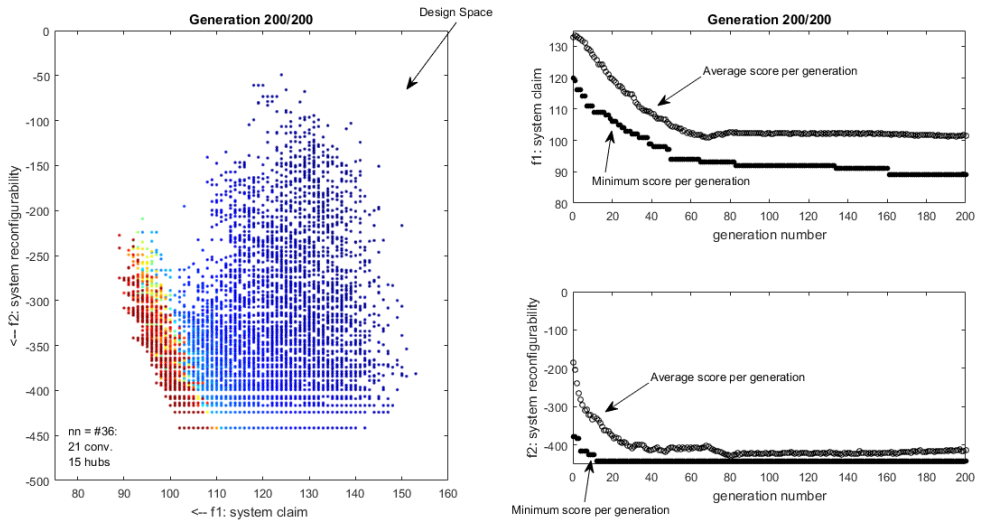 Generation 200/200
Design Space
0
-50
-100
-150
-200
-250
-300
-350
-400
-450
-500
<-- f2: system reconfigurability
nn = #36:
21 conv.
15 hubs
80 90 100 110 120 130 140 150 160
<-- f1: system claim
Generation 200/200
130
120
110
100
90
80
f1: system claim
Average score per generation
Minimum score per generation
0 20 40 60 80 100 120 140 160 180 200
generation number
0
-100
-200
-300
-400
f2: system reconfigurability
Average score per generation
0 20 40 60 80 100 120 140 160 180 200
generation number
Minimum score per generation